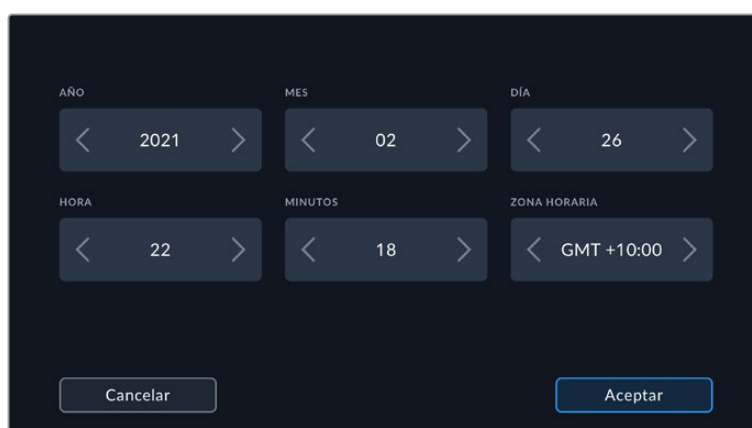 AÑO MES DÍA
2021 02 26
HORA MINUTOS ZONA HORARIA
22 18 GMT +10:00
Cancelar Aceptar